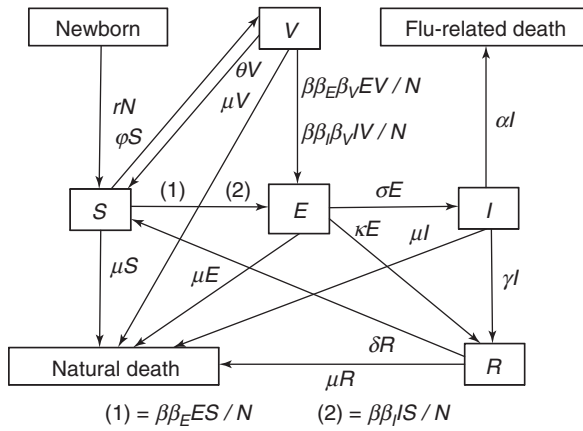 Newborn
V
Flu-related death
θV
μV
rN
φS
ββ_Eβ_VEV / N
ββ_Iβ_VIV / N
αI
S
(1)
(2)
E
σE
I
μS
μE
κE
μI
γI
Natural death
δR
μR
R
(1) = ββ_EES / N
(2) = ββ_IIS / N